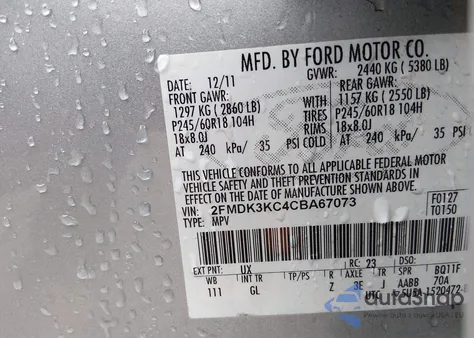 MFD. BY FORD MOTOR CO.
DATE: 12/11 GVWR: 2440 KG ( 5380 LB)
FRONT GAWR: REAR GAWR:
1297 KG ( 2860 LB) WITH 1157 KG ( 2550 LB)
P245/60R18 104H TIRES P245/60R18 104H
18x8.0J RIMS 18x8.0J
AT 240 kPa/ 35 PSI COLD AT 240 kPa/ 35 PSI
THIS VEHICLE CONFORMS TO ALL APPLICABLE FEDERAL MOTOR
VEHICLE SAFETY AND BUMPER STANDARDS IN
EFFECT ON THE DATE OF MANUFACTURE SHOWN ABOVE.
VIN: 2FMDK3KC4CBA67073 F0127
TYPE: MPV T0150
EXT PNT: UX RC: 23 DSO:
WB INT TR TP/PS R AXLE TR SPR BQ11F
111 GL Z 3E J AABB 70A
UTC
autoSnap